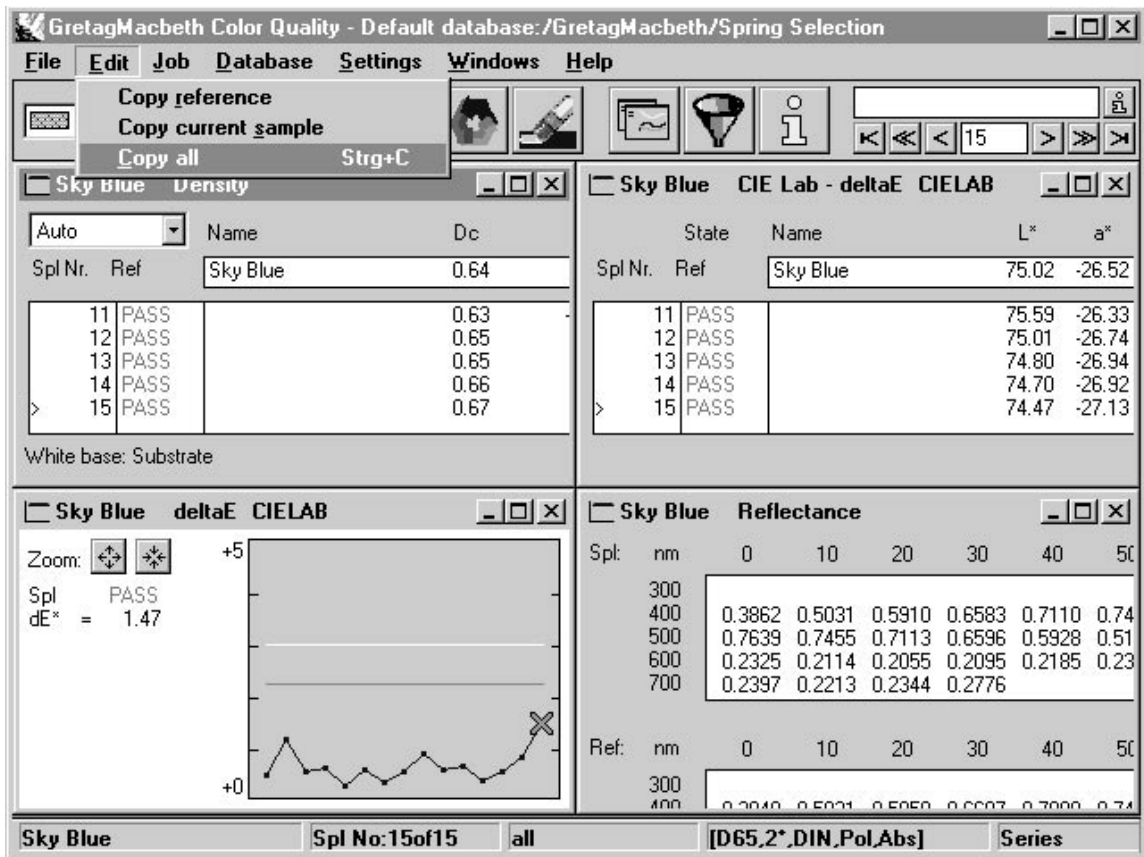 GretagMacbeth Color Quality - Default database:/GretagMacbeth/Spring Selection
File Edit Job Database Settings Windows Help
Copy reference
Copy current sample
Copy all Strg+C
15
Sky Blue Density
Auto Name Dc
Spl Nr. Ref Sky Blue 0.64
11 PASS 0.63
12 PASS 0.65
13 PASS 0.65
14 PASS 0.66
> 15 PASS 0.67
White base: Substrate
Sky Blue CIE Lab - deltaE CIELAB
State Name L* a*
Spl Nr. Ref Sky Blue 75.02 -26.52
11 PASS 75.59 -26.33
12 PASS 75.01 -26.74
13 PASS 74.80 -26.94
14 PASS 74.70 -26.92
> 15 PASS 74.47 -27.13
Sky Blue deltaE CIELAB
Zoom:
Spl PASS
dE* = 1.47
+5
+0
Sky Blue Reflectance
Spl: nm 0 10 20 30 40 50
300
400 0.3862 0.5031 0.5910 0.6583 0.7110 0.74
500 0.7639 0.7455 0.7113 0.6596 0.5928 0.51
600 0.2325 0.2114 0.2055 0.2095 0.2185 0.23
700 0.2397 0.2213 0.2344 0.2776
Ref: nm 0 10 20 30 40 50
300
400
Sky Blue Spl No:15of15 all [D65,2*,DIN,Pol,Abs] Series